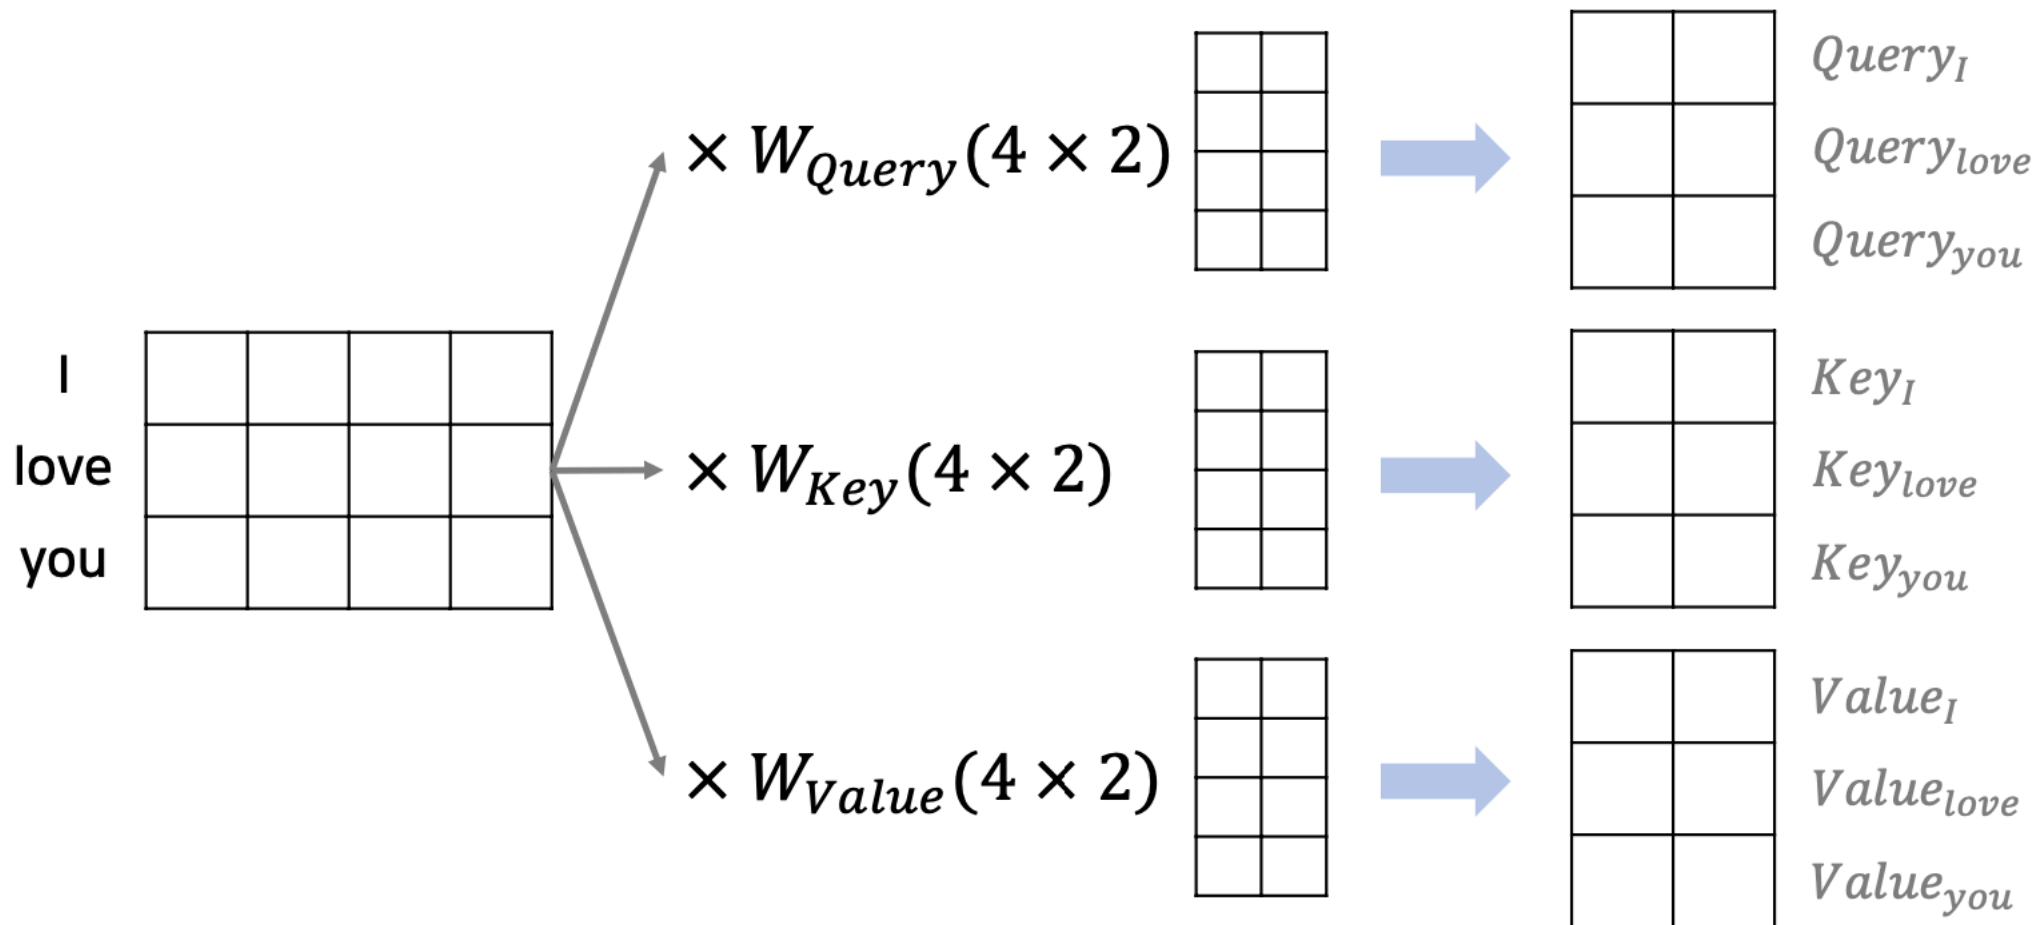 I
love
you
× W_Query(4 × 2)
× W_Key(4 × 2)
× W_Value(4 × 2)
Query_I
Query_love
Query_you
Key_I
Key_love
Key_you
Value_I
Value_love
Value_you